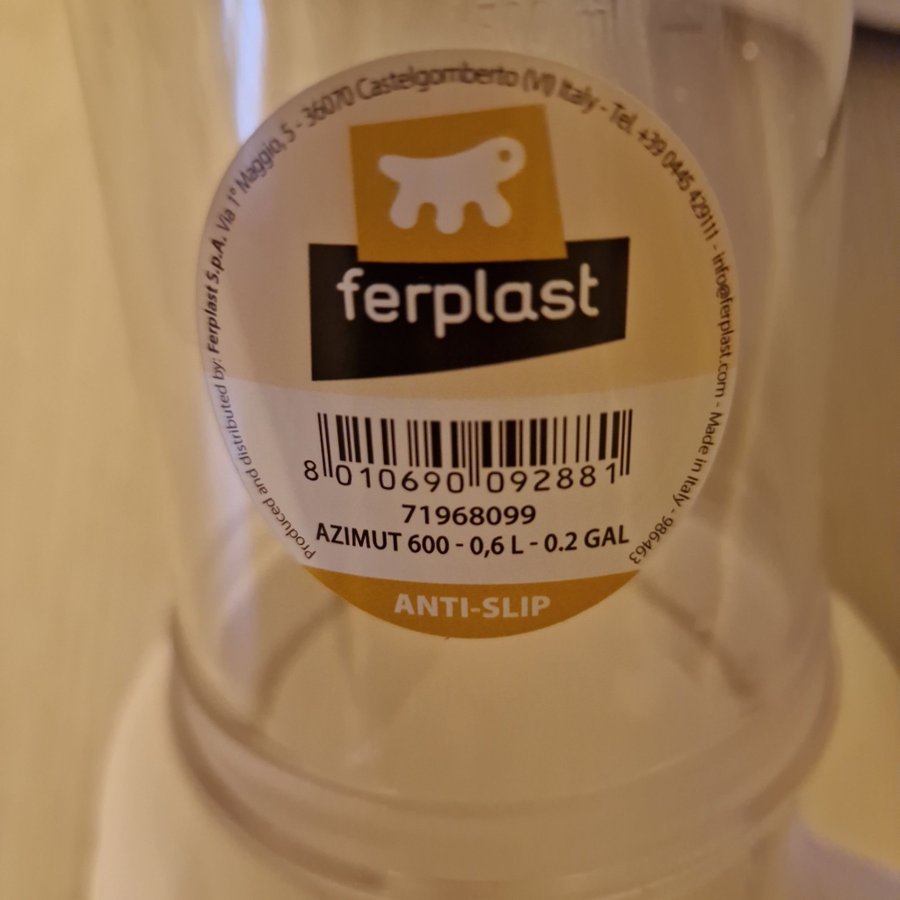 Produced and distributed by: Ferplast S.p.A. Via 1° Maggio, 5 - 36070 Castelgomberto (VI) Italy - Tel. +39 0445 429111 - info@ferplast.com - Made in Italy - 986463
ferplast
8 010690 092881
71968099
AZIMUT 600 - 0,6 L - 0.2 GAL
ANTI-SLIP